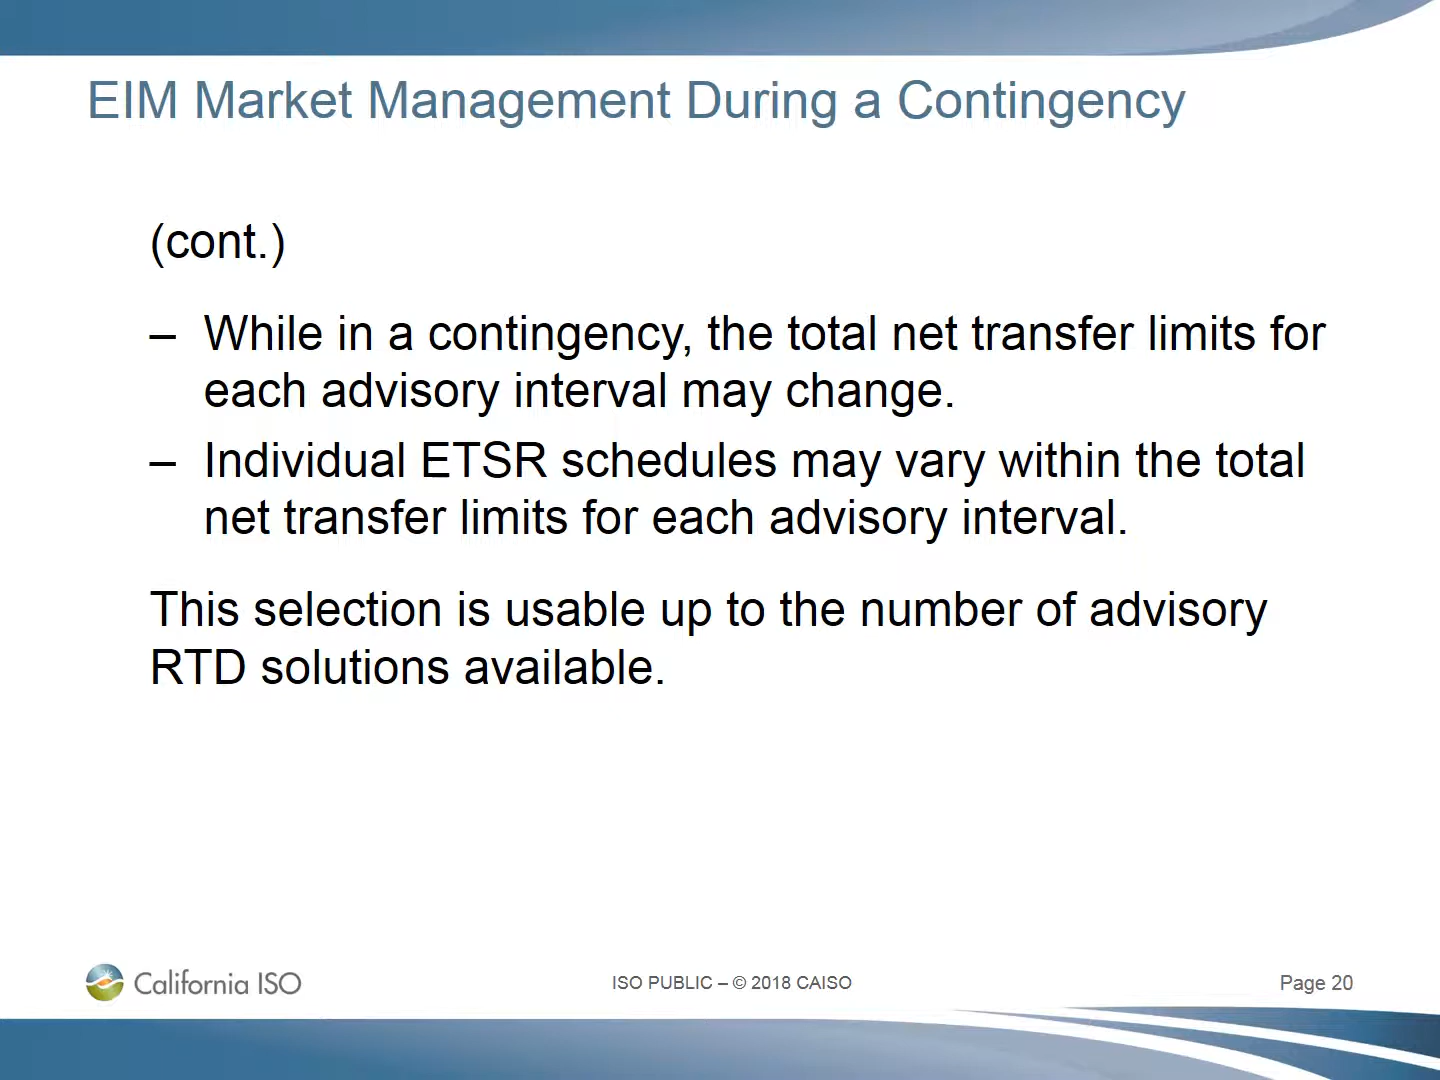 EIM Market Management During a Contingency
(cont.)
– While in a contingency, the total net transfer limits for
each advisory interval may change.
– Individual ETSR schedules may vary within the total
net transfer limits for each advisory interval.
This selection is usable up to the number of advisory
RTD solutions available.
California ISO
ISO PUBLIC – © 2018 CAISO
Page 20